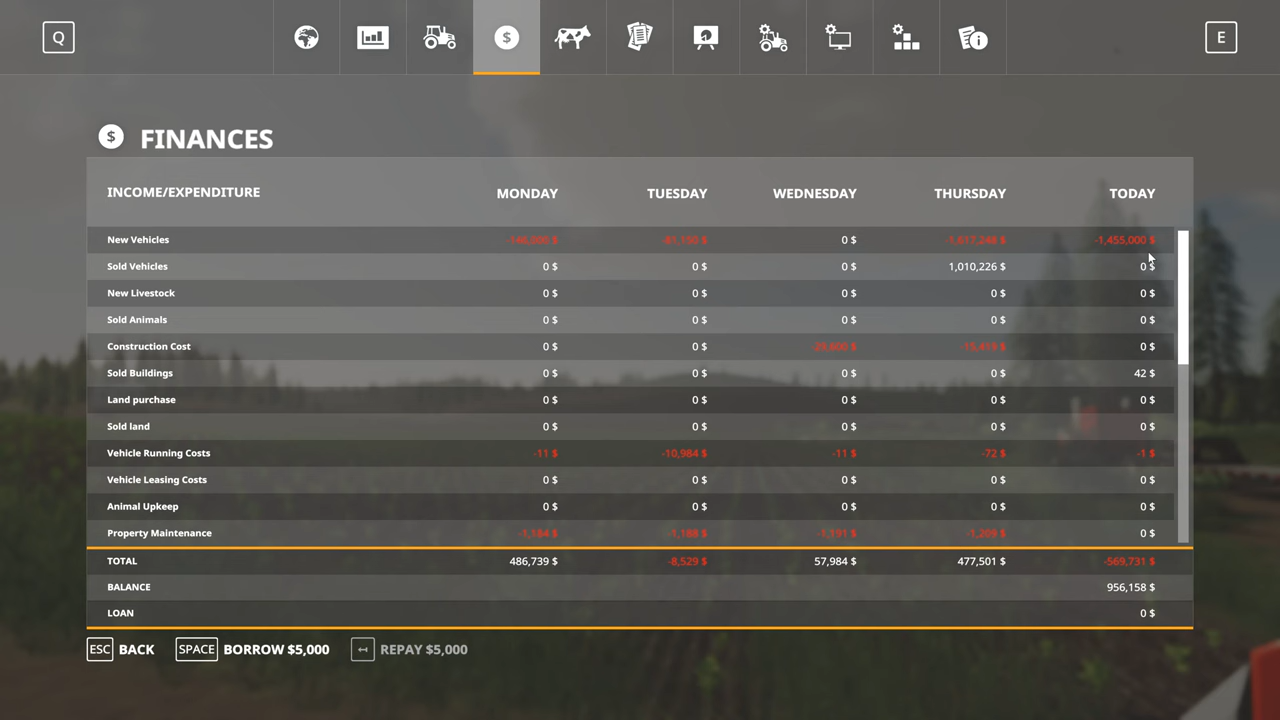 Q
$
E
$ FINANCES
INCOME/EXPENDITURE MONDAY TUESDAY WEDNESDAY THURSDAY TODAY
New Vehicles 0 $ -1,455,000 $
Sold Vehicles 0 $ 0 $ 0 $ 1,010,226 $ 0 $
New Livestock 0 $ 0 $ 0 $ 0 $ 0 $
Sold Animals 0 $ 0 $ 0 $ 0 $ 0 $
Construction Cost 0 $ 0 $ 0 $
Sold Buildings 0 $ 0 $ 0 $ 0 $ 42 $
Land purchase 0 $ 0 $ 0 $ 0 $ 0 $
Sold land 0 $ 0 $ 0 $ 0 $ 0 $
Vehicle Running Costs -11 $ -10,984 $ -11 $ -72 $ -1 $
Vehicle Leasing Costs 0 $ 0 $ 0 $ 0 $ 0 $
Animal Upkeep 0 $ 0 $ 0 $ 0 $ 0 $
Property Maintenance -1,184 $ -1,188 $ -1,191 $ -1,209 $ 0 $
TOTAL 486,739 $ -8,529 $ 57,984 $ 477,501 $ -569,731 $
BALANCE 956,158 $
LOAN 0 $
ESC BACK SPACE BORROW $5,000 ↔ REPAY $5,000